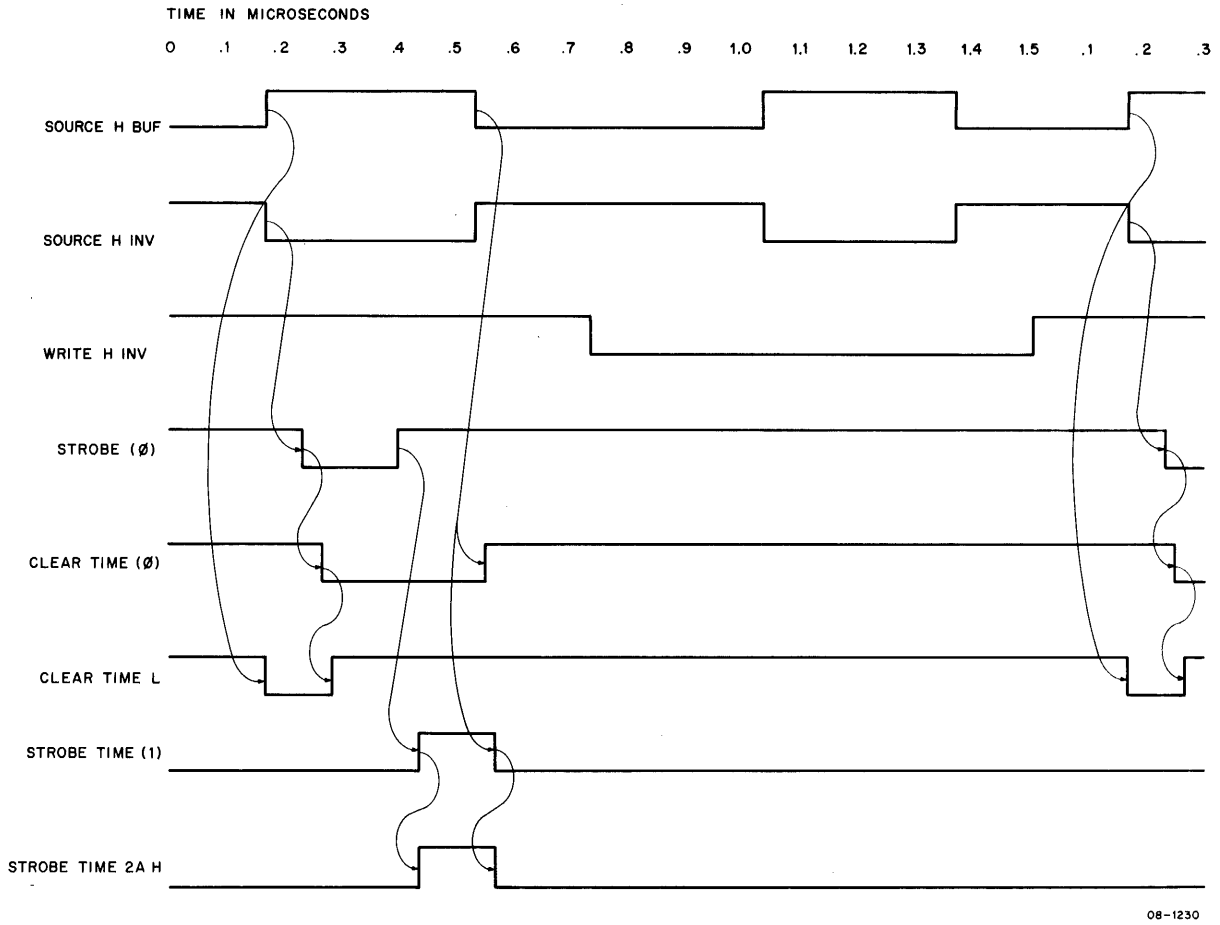 TIME IN MICROSECONDS
0 .1 .2 .3 .4 .5 .6 .7 .8 .9 1.0 1.1 1.2 1.3 1.4 1.5 .1 .2 .3
SOURCE H BUF
SOURCE H INV
WRITE H INV
STROBE (Ø)
CLEAR TIME (Ø)
CLEAR TIME L
STROBE TIME (1)
STROBE TIME 2A H
08-1230